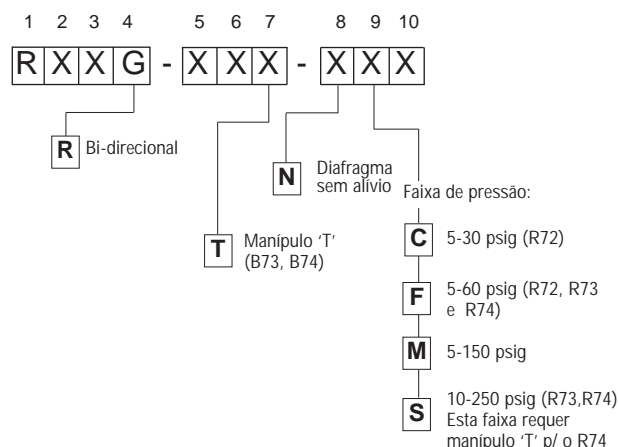 1 2 3 4 5 6 7 8 9 10
R X X G - X X X - X X X
R Bi-direcional
N Diafragma
sem alívio
Faixa de pressão:
T Manípulo ‘T’
(B73, B74)
C 5-30 psig (R72)
F 5-60 psig (R72, R73
e R74)
M 5-150 psig
S 10-250 psig (R73,R74)
Esta faixa requer
manípulo ‘T’ p/ o R74